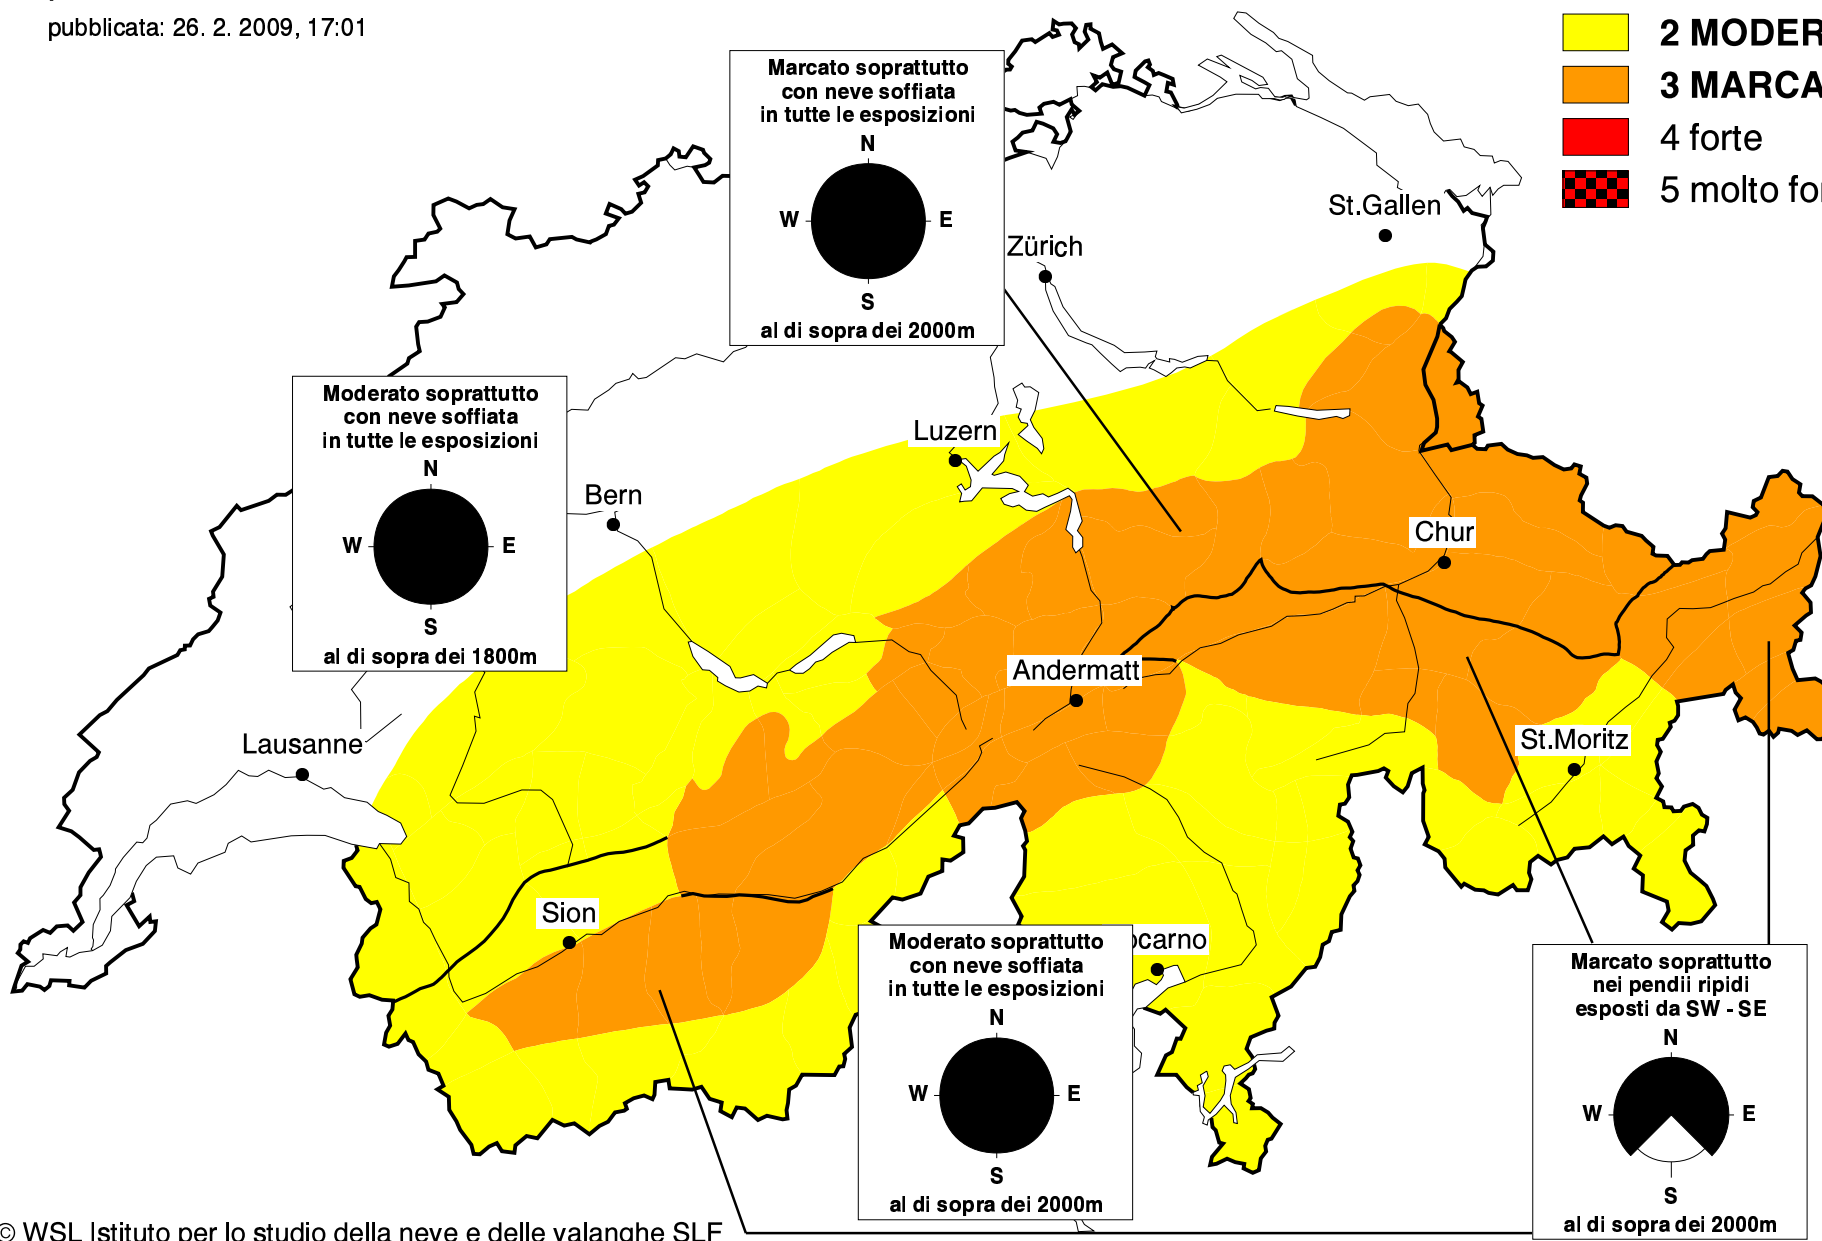 pubblicata: 26. 2. 2009, 17:01
2 MODER
3 MARCA
4 forte
5 molto for
Marcato soprattutto
con neve soffiata
in tutte le esposizioni
N
W E
S
al di sopra dei 2000m
St.Gallen
Zürich
Moderato soprattutto
con neve soffiata
in tutte le esposizioni
N
W E
S
al di sopra dei 1800m
Luzern
Bern
Chur
Andermatt
St.Moritz
Lausanne
Sion
ocarno
Moderato soprattutto
con neve soffiata
in tutte le esposizioni
N
W E
S
al di sopra dei 2000m
Marcato soprattutto
nei pendii ripidi
esposti da SW - SE
N
W E
S
al di sopra dei 2000m
© WSL Istituto per lo studio della neve e delle valanghe SLF